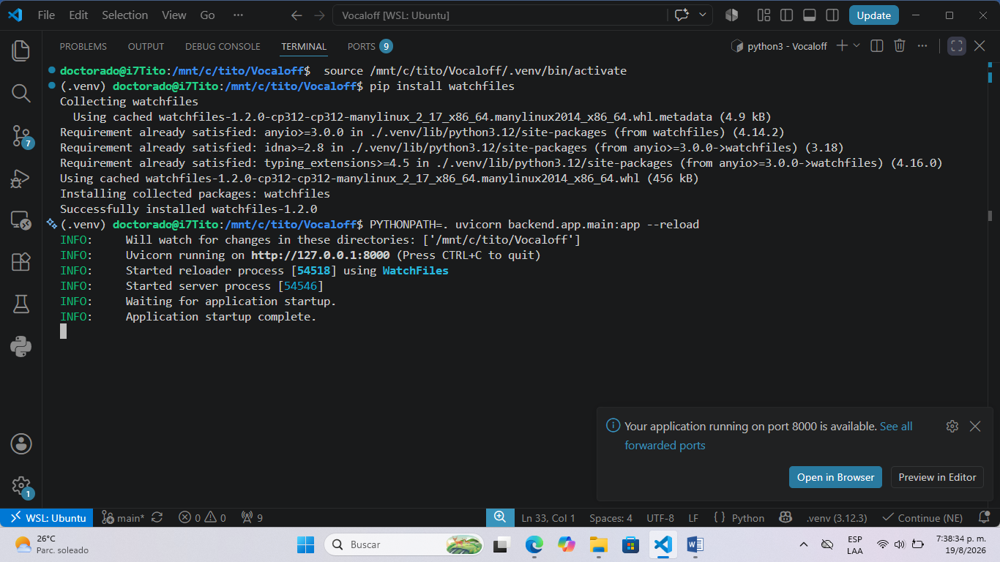 File Edit Selection View Go ··· Vocaloff [WSL: Ubuntu] Update
PROBLEMS OUTPUT DEBUG CONSOLE TERMINAL PORTS 9 python3 - Vocaloff
doctorado@i7Tito:/mnt/c/tito/Vocaloff$  source /mnt/c/tito/Vocaloff/.venv/bin/activate
(.venv) doctorado@i7Tito:/mnt/c/tito/Vocaloff$ pip install watchfiles
Collecting watchfiles
  Using cached watchfiles-1.2.0-cp312-cp312-manylinux_2_17_x86_64.manylinux2014_x86_64.whl.metadata (4.9 kB)
Requirement already satisfied: anyio>=3.0.0 in ./.venv/lib/python3.12/site-packages (from watchfiles) (4.14.2)
Requirement already satisfied: idna>=2.8 in ./.venv/lib/python3.12/site-packages (from anyio>=3.0.0->watchfiles) (3.18)
Requirement already satisfied: typing_extensions>=4.5 in ./.venv/lib/python3.12/site-packages (from anyio>=3.0.0->watchfiles) (4.16.0)
Using cached watchfiles-1.2.0-cp312-cp312-manylinux_2_17_x86_64.manylinux2014_x86_64.whl (456 kB)
Installing collected packages: watchfiles
Successfully installed watchfiles-1.2.0
(.venv) doctorado@i7Tito:/mnt/c/tito/Vocaloff$ PYTHONPATH=. uvicorn backend.app.main:app --reload
INFO:     Will watch for changes in these directories: ['/mnt/c/tito/Vocaloff']
INFO:     Uvicorn running on http://127.0.0.1:8000 (Press CTRL+C to quit)
INFO:     Started reloader process [54518] using WatchFiles
INFO:     Started server process [54546]
INFO:     Waiting for application startup.
INFO:     Application startup complete.
7
1
Your application running on port 8000 is available. See all
forwarded ports
Open in Browser Preview in Editor
WSL: Ubuntu main* 0 0 9 Ln 33, Col 1 Spaces: 4 UTF-8 LF { } Python .venv (3.12.3) Continue (NE)
26°C
Parc. soleado
Buscar
ESP
LAA
7:38:34 p. m.
19/8/2026